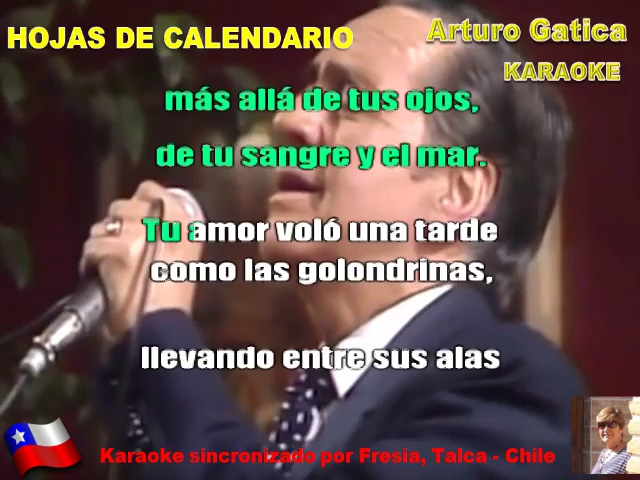 HOJAS DE CALENDARIO
Arturo Gatica
KARAOKE
más allá de tus ojos,
de tu sangre y el mar.
Tu amor voló una tarde
como las golondrinas,
llevando entre sus alas
Karaoke sincronizado por Fresia, Talca - Chile